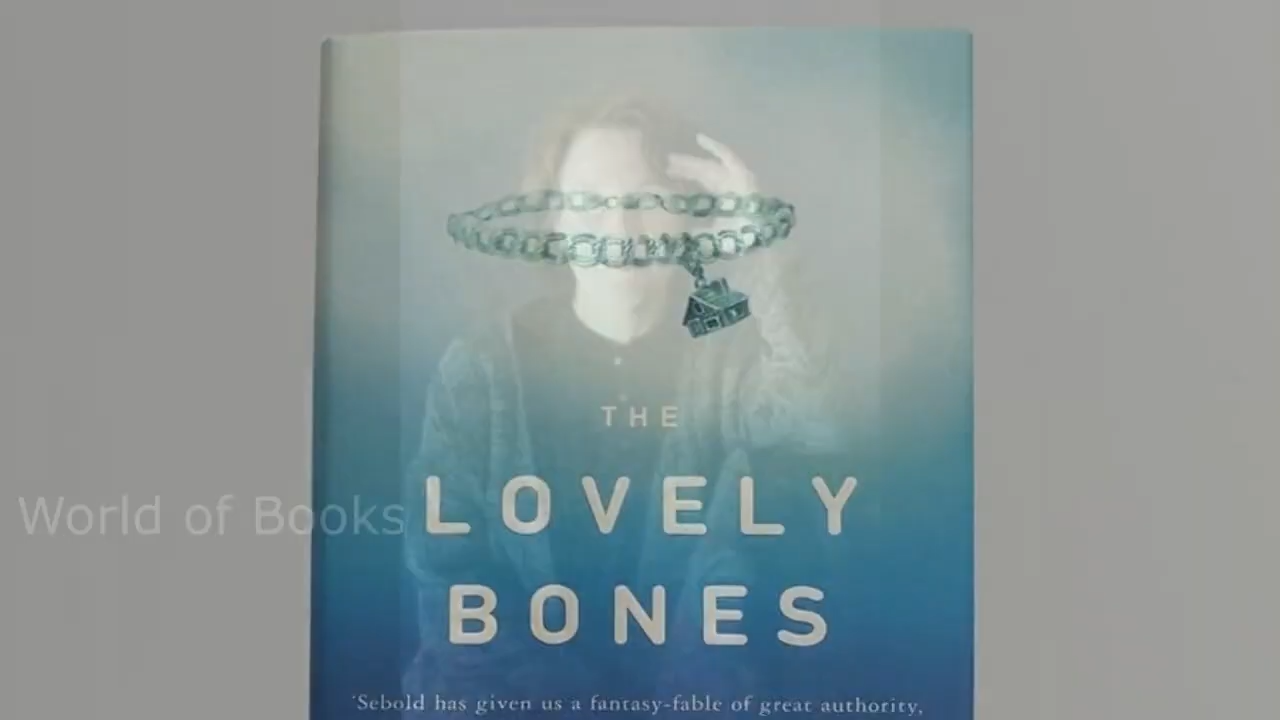 THE
LOVELY
World of Books
BONES
'Sebold has given us a fantasy-fable of great authority,